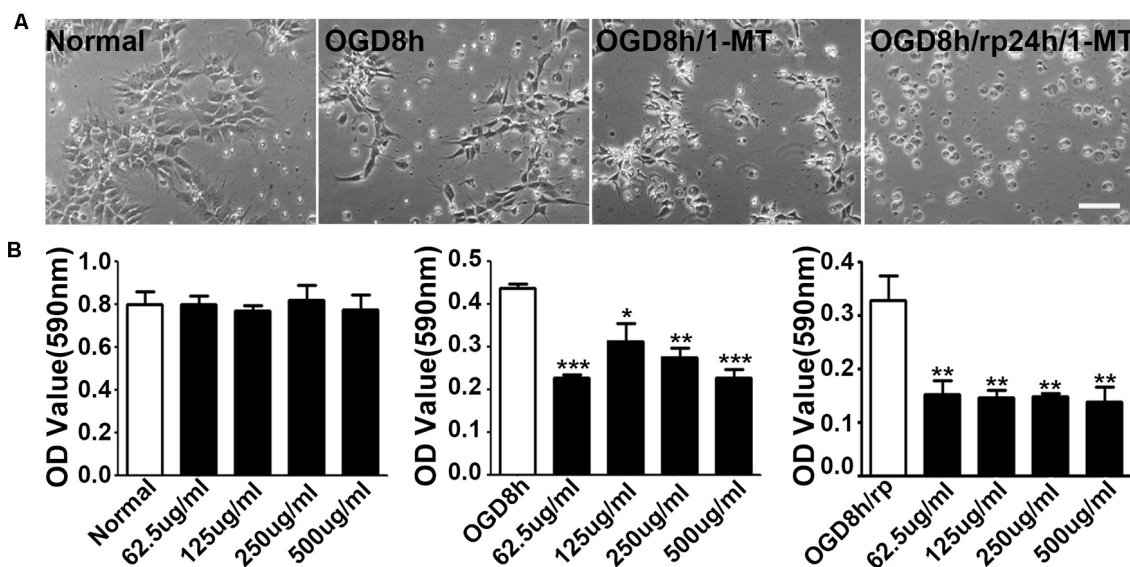 A
Normal
OGD8h
OGD8h/1-MT
OGD8h/rp24h/1-MT
B
OD Value(590nm)
1.0
0.8
0.6
0.4
0.2
0.0
Normal
62.5ug/ml
125ug/ml
250ug/ml
500ug/ml
OD Value(590nm)
0.5
0.4
0.3
0.2
0.1
0.0
***
*
**
***
OGD8h
62.5ug/ml
125ug/ml
250ug/ml
500ug/ml
OD Value(590nm)
0.4
0.3
0.2
0.1
0.0
**
**
**
**
OGD8h/rp
62.5ug/ml
125ug/ml
250ug/ml
500ug/ml